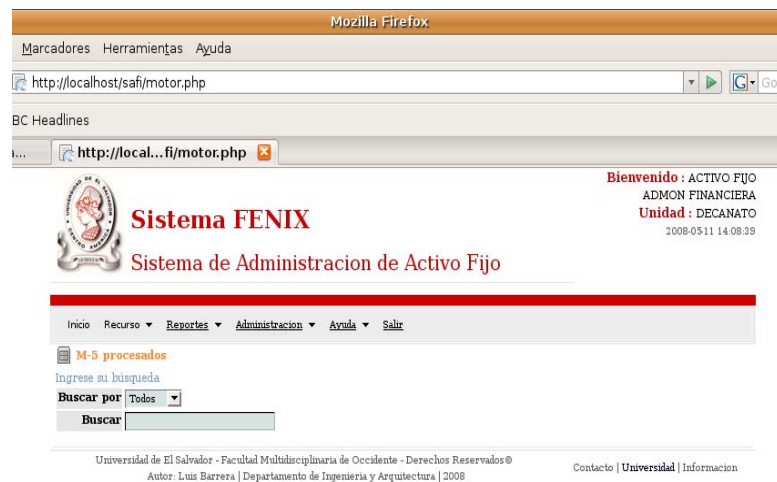 Mozilla Firefox
Marcadores Herramientas Ayuda
http://localhost/safi/motor.php
G Go
BC Headlines
a... http://local...fi/motor.php
Bienvenido : ACTIVO FIJO
ADMON FINANCIERA
Unidad : DECANATO
2008-05-11 14:08:39
Sistema FENIX
Sistema de Administracion de Activo Fijo
Inicio Recurso Reportes Administracion Ayuda Salir
M-5 procesados
Ingrese su búsqueda
Buscar por Todos
Buscar
Universidad de El Salvador - Facultad Multidisciplinaria de Occidente - Derechos Reservados©
Autor: Luis Barrera | Departamento de Ingenieria y Arquitectura | 2008
Contacto | Universidad | Informacion